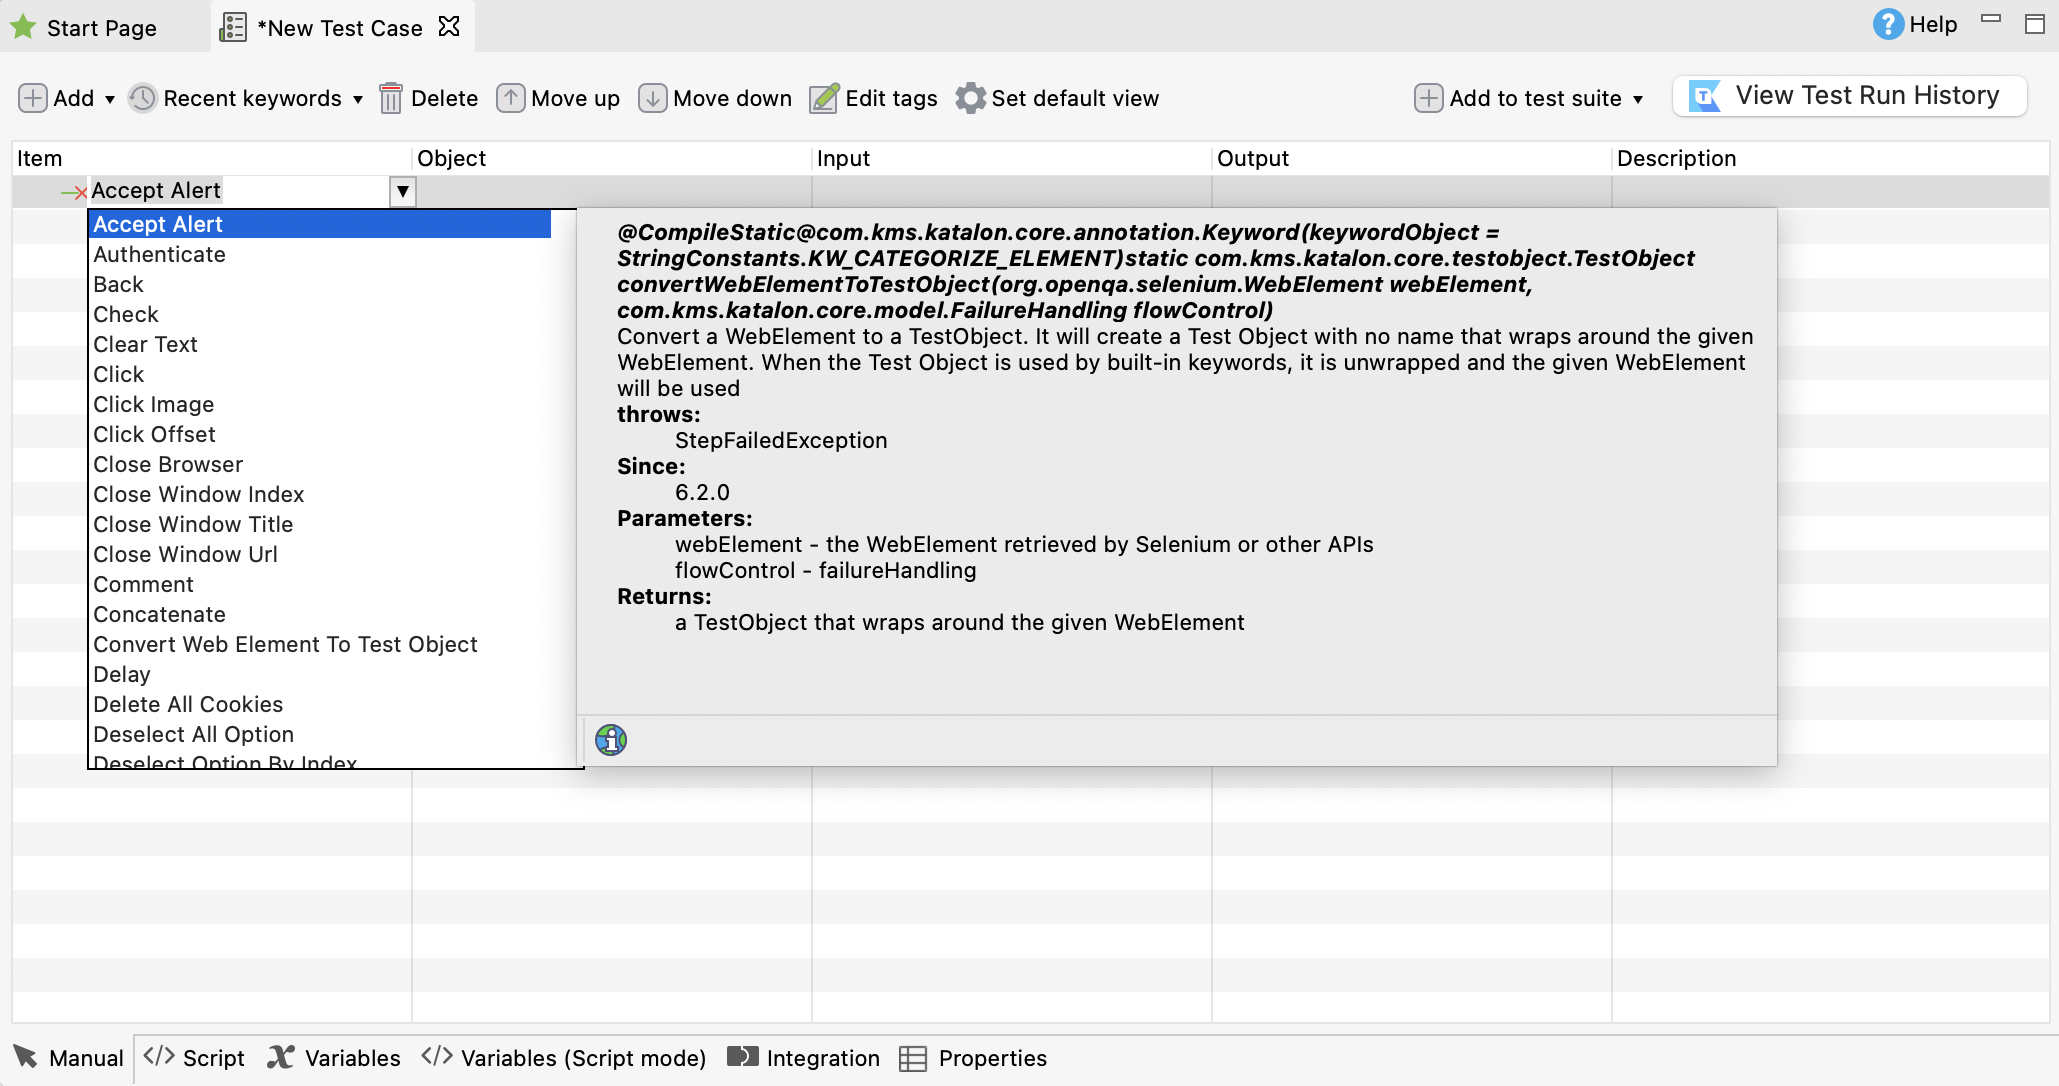 Start Page
*New Test Case
Help
Add
Recent keywords
Delete
Move up
Move down
Edit tags
Set default view
Add to test suite
View Test Run History
Item
Object
Input
Output
Description
Accept Alert
Accept Alert
Authenticate
Back
Check
Clear Text
Click
Click Image
Click Offset
Close Browser
Close Window Index
Close Window Title
Close Window Url
Comment
Concatenate
Convert Web Element To Test Object
Delay
Delete All Cookies
Deselect All Option
Deselect Option By Index
@CompileStatic@com.kms.katalon.core.annotation.Keyword(keywordObject =
StringConstants.KW_CATEGORIZE_ELEMENT)static com.kms.katalon.core.testobject.TestObject
convertWebElementToTestObject(org.openqa.selenium.WebElement webElement,
com.kms.katalon.core.model.FailureHandling flowControl)
Convert a WebElement to a TestObject. It will create a Test Object with no name that wraps around the given
WebElement. When the Test Object is used by built-in keywords, it is unwrapped and the given WebElement
will be used
throws:
StepFailedException
Since:
6.2.0
Parameters:
webElement - the WebElement retrieved by Selenium or other APIs
flowControl - failureHandling
Returns:
a TestObject that wraps around the given WebElement
Manual
</> Script
Variables
</> Variables (Script mode)
Integration
Properties